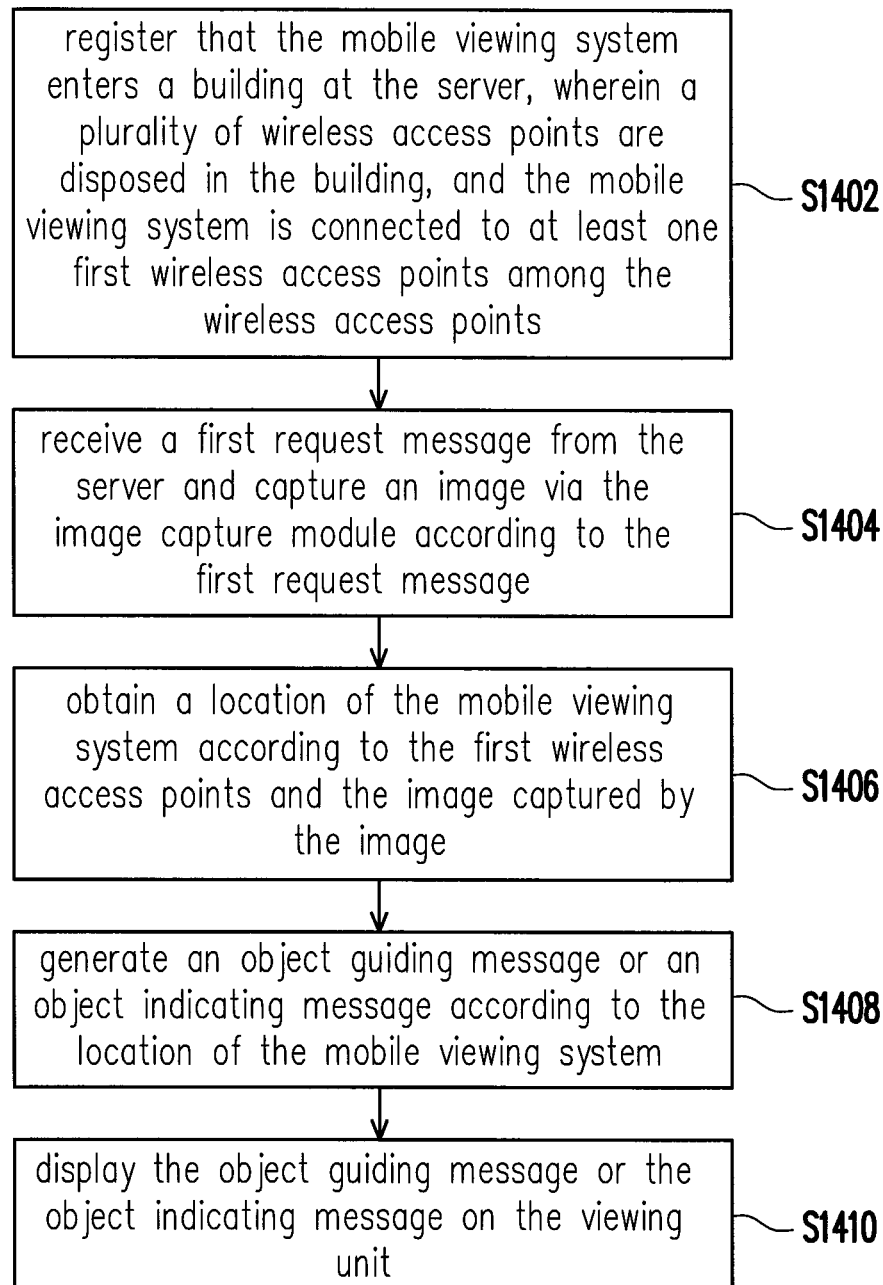 register that the mobile viewing system
enters a building at the server, wherein a
plurality of wireless access points are
disposed in the building, and the mobile
viewing system is connected to at least one
first wireless access points among the
wireless access points
S1402
receive a first request message from the
server and capture an image via the
image capture module according to the
first request message
S1404
obtain a location of the mobile viewing
system according to the first wireless
access points and the image captured by
the image
S1406
generate an object guiding message or an
object indicating message according to the
location of the mobile viewing system
S1408
display the object guiding message or the
object indicating message on the viewing
unit
S1410